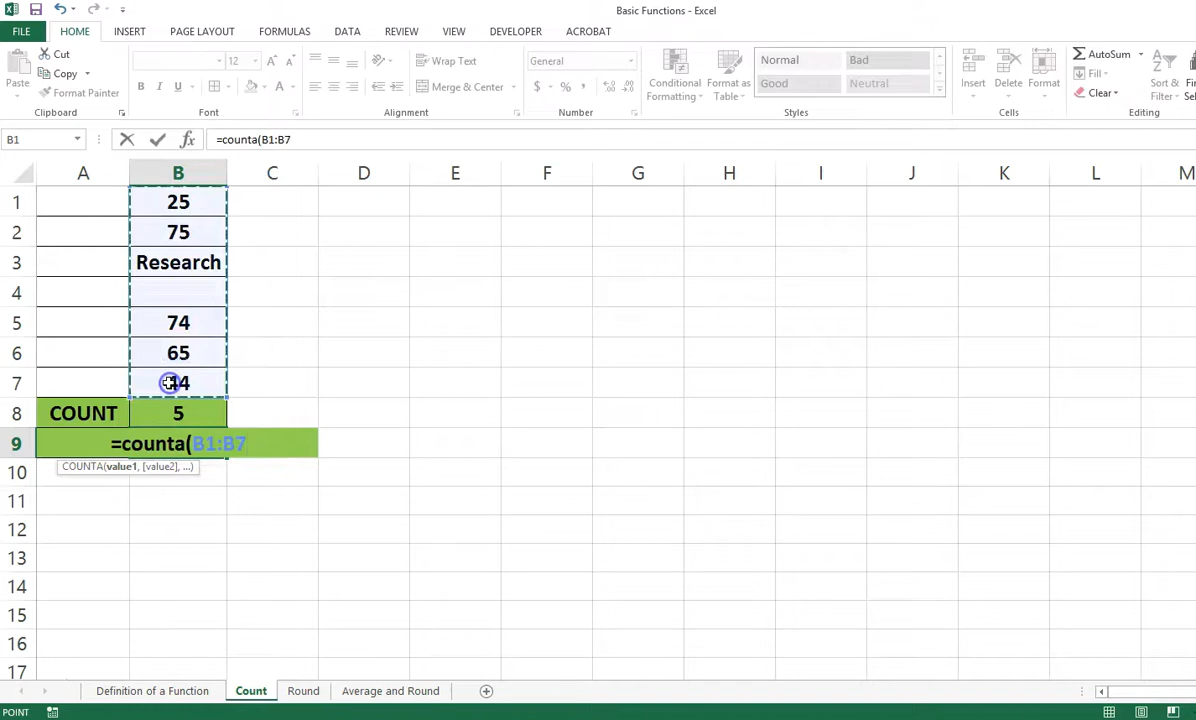 Basic Functions - Excel
FILE HOME INSERT PAGE LAYOUT FORMULAS DATA REVIEW VIEW DEVELOPER ACROBAT
Cut
Copy
Format Painter
Paste
Clipboard
12
B I U
Font
Wrap Text
Merge & Center
Alignment
General
$ % ,
Number
Conditional Formatting
Format as Table
Normal Bad
Good Neutral
Styles
Insert Delete Format
Cells
AutoSum
Fill
Clear
Sort & Filter
Editing
B1 fx =counta(B1:B7
A B C D E F G H I J K L M
1 25
2 75
3 Research
4
5 74
6 65
7 44
8 COUNT 5
9 =counta(B1:B7
COUNTA(value1, [value2], ...)
10
11
12
13
14
15
16
17
Definition of a Function Count Round Average and Round
POINT